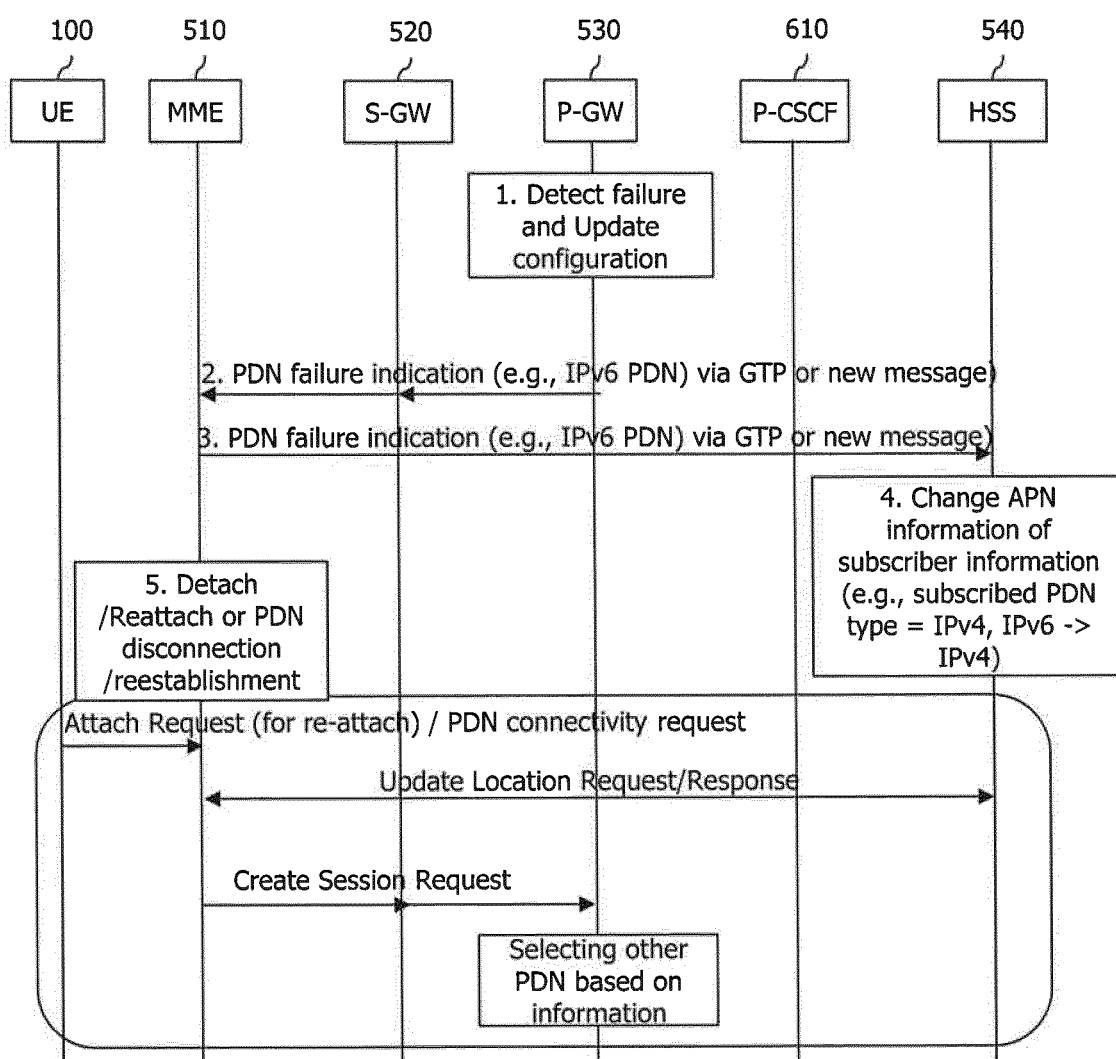 100 510 520 530 610 540
UE MME S-GW P-GW P-CSCF HSS
1. Detect failure
and Update
configuration
2. PDN failure indication (e.g., IPv6 PDN) via GTP or new message)
3. PDN failure indication (e.g., IPv6 PDN) via GTP or new message)
4. Change APN
information of
subscriber information
(e.g., subscribed PDN
type = IPv4, IPv6 ->
IPv4)
5. Detach
/Reattach or PDN
disconnection
/reestablishment
Attach Request (for re-attach) / PDN connectivity request
Update Location Request/Response
Create Session Request
Selecting other
PDN based on
information